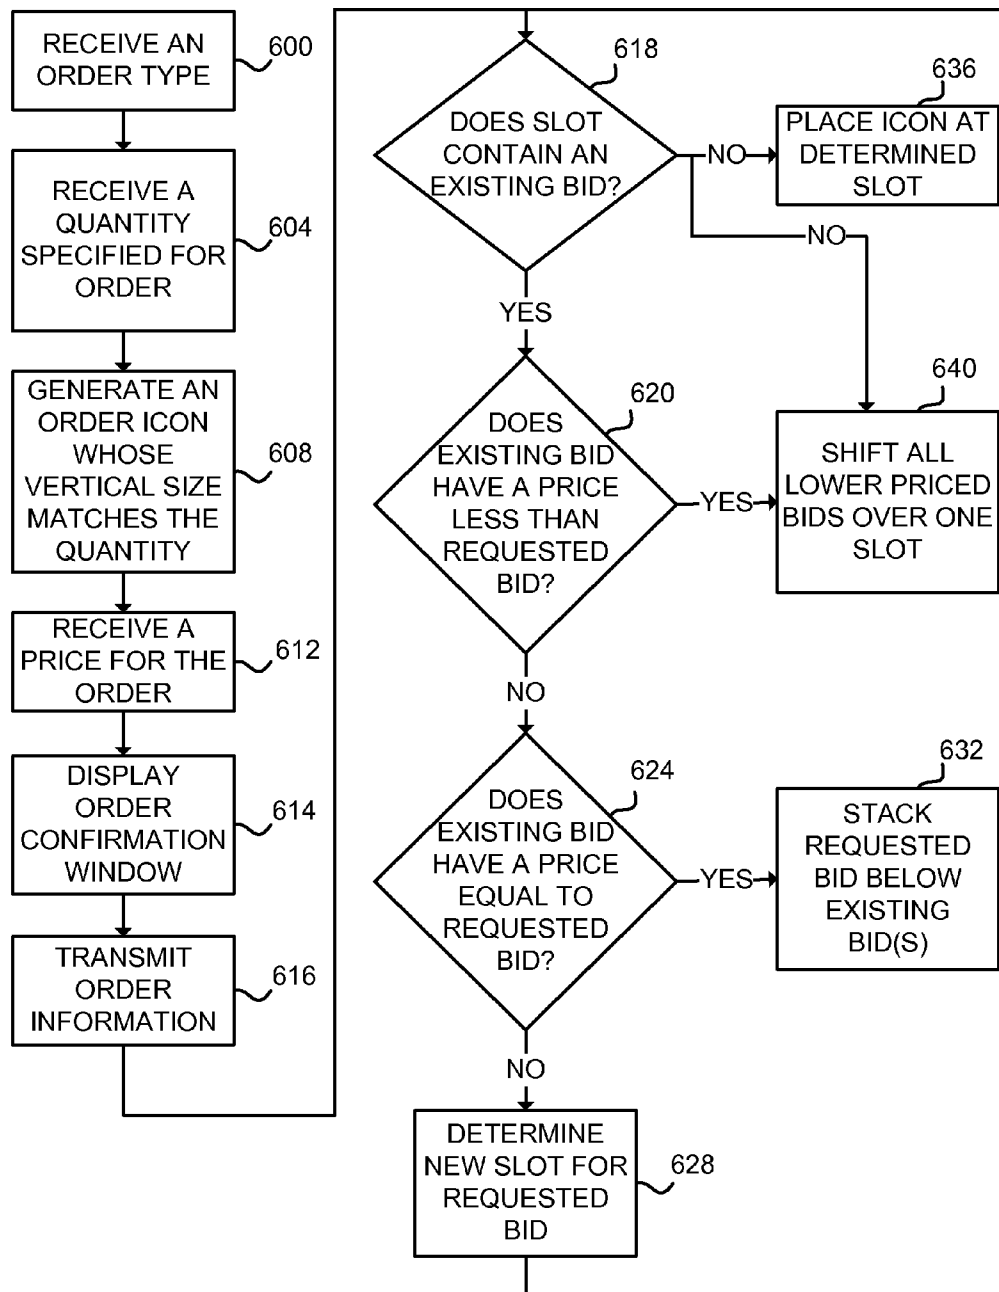 RECEIVE AN
ORDER TYPE
600
RECEIVE A
QUANTITY
SPECIFIED FOR
ORDER
604
GENERATE AN
ORDER ICON
WHOSE
VERTICAL SIZE
MATCHES THE
QUANTITY
608
RECEIVE A
PRICE FOR THE
ORDER
612
DISPLAY
ORDER
CONFIRMATION
WINDOW
614
TRANSMIT
ORDER
INFORMATION
616
DOES SLOT
CONTAIN AN
EXISTING BID?
618
NO
PLACE ICON AT
DETERMINED
SLOT
636
NO
YES
DOES
EXISTING BID
HAVE A PRICE
LESS THAN
REQUESTED
BID?
620
YES
SHIFT ALL
LOWER PRICED
BIDS OVER ONE
SLOT
640
NO
DOES
EXISTING BID
HAVE A PRICE
EQUAL TO
REQUESTED
BID?
624
YES
STACK
REQUESTED
BID BELOW
EXISTING
BID(S)
632
NO
DETERMINE
NEW SLOT FOR
REQUESTED
BID
628